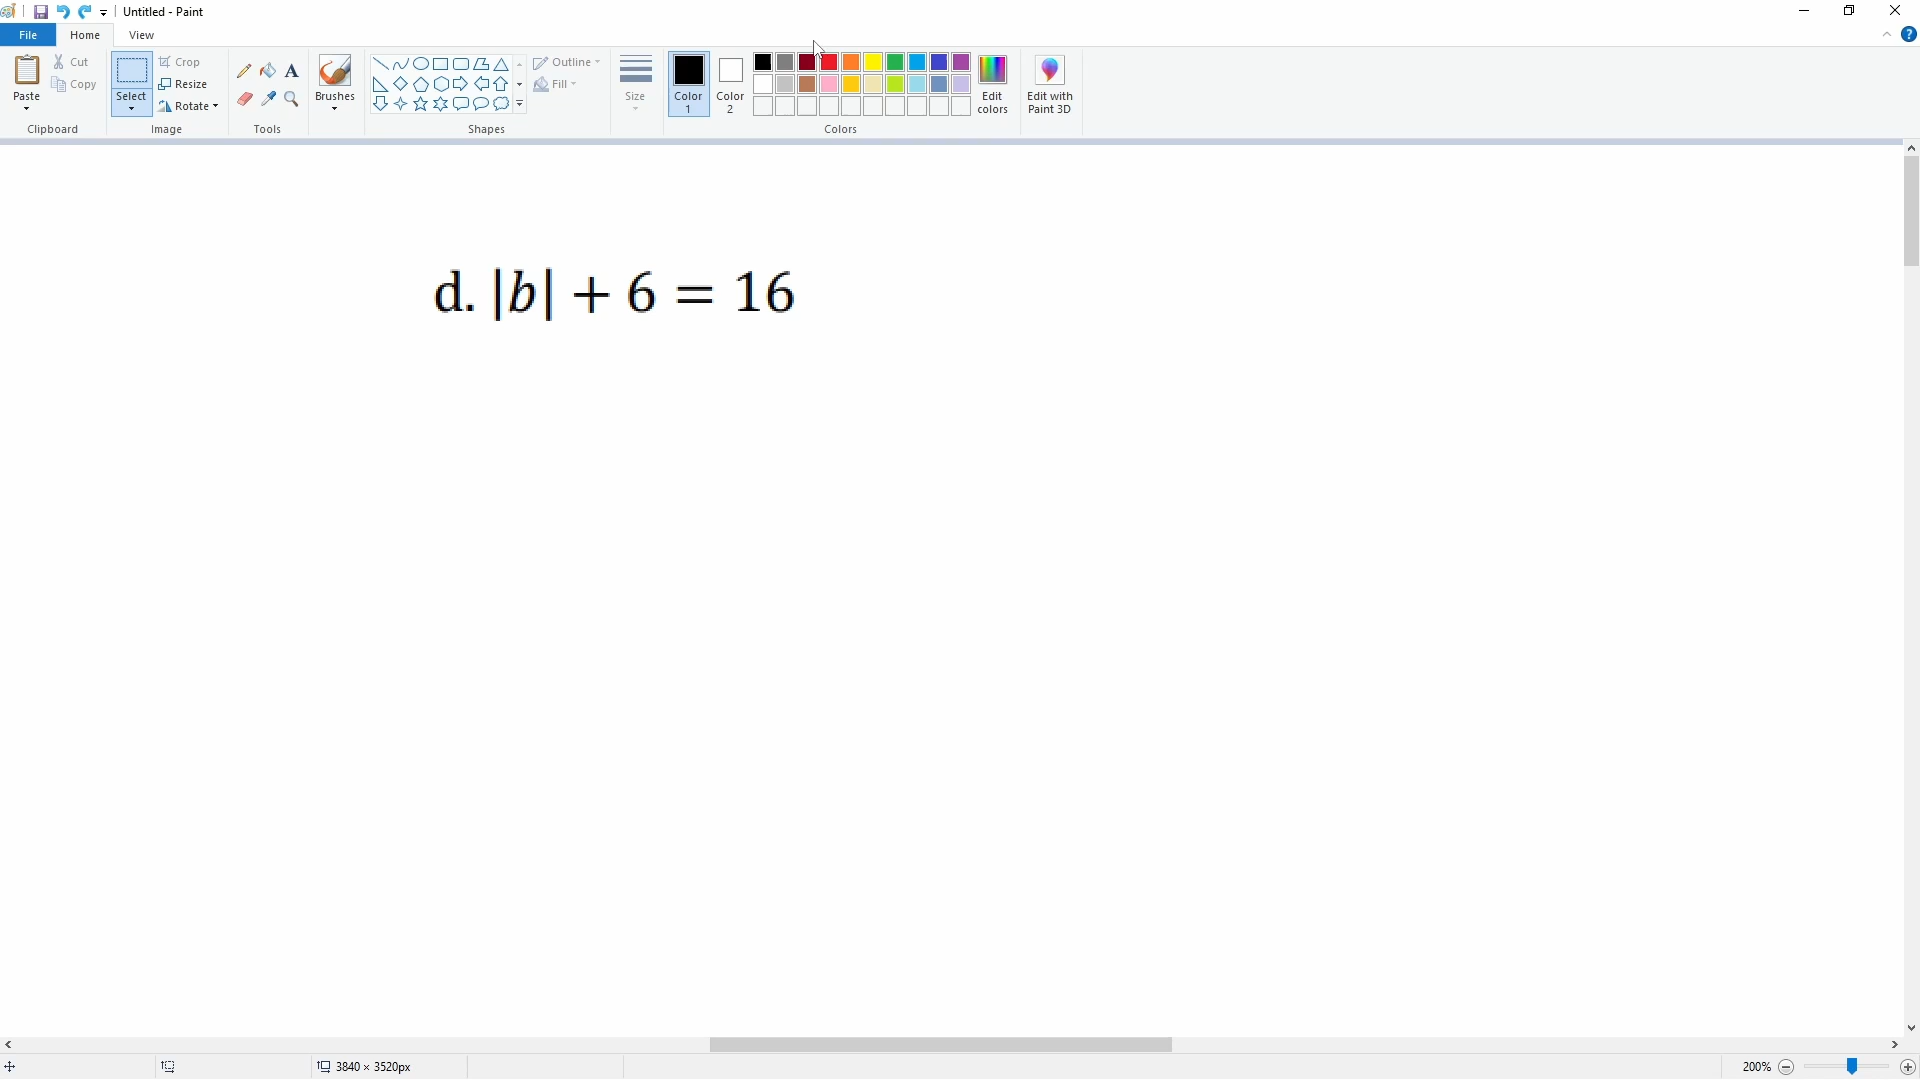 Untitled - Paint
File Home View
Paste
Cut
Copy
Clipboard
Select
Crop
Resize
Rotate
Image
A
Tools
Brushes
Shapes
Outline
Fill
Size
Color 1
Color 2
Colors
Edit colors
Edit with Paint 3D
?
d. |b| + 6 = 16
3840 × 3520px
200%